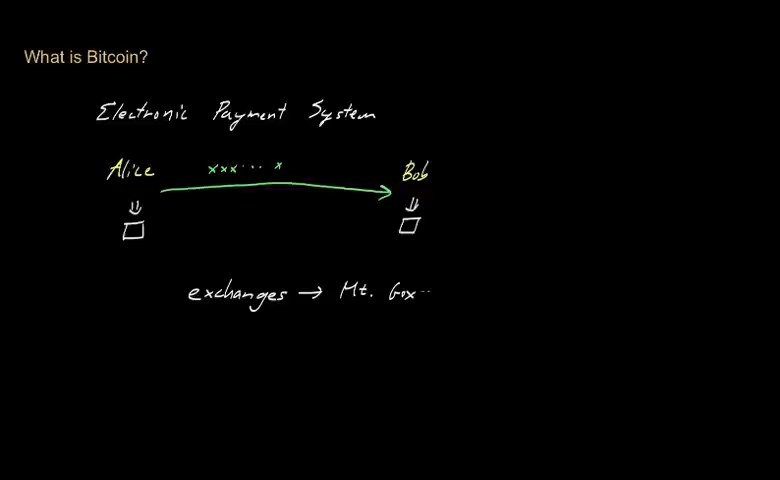 What is Bitcoin?
Electronic Payment System
Alice xxx... x Bob
exchanges → Mt. Gox..